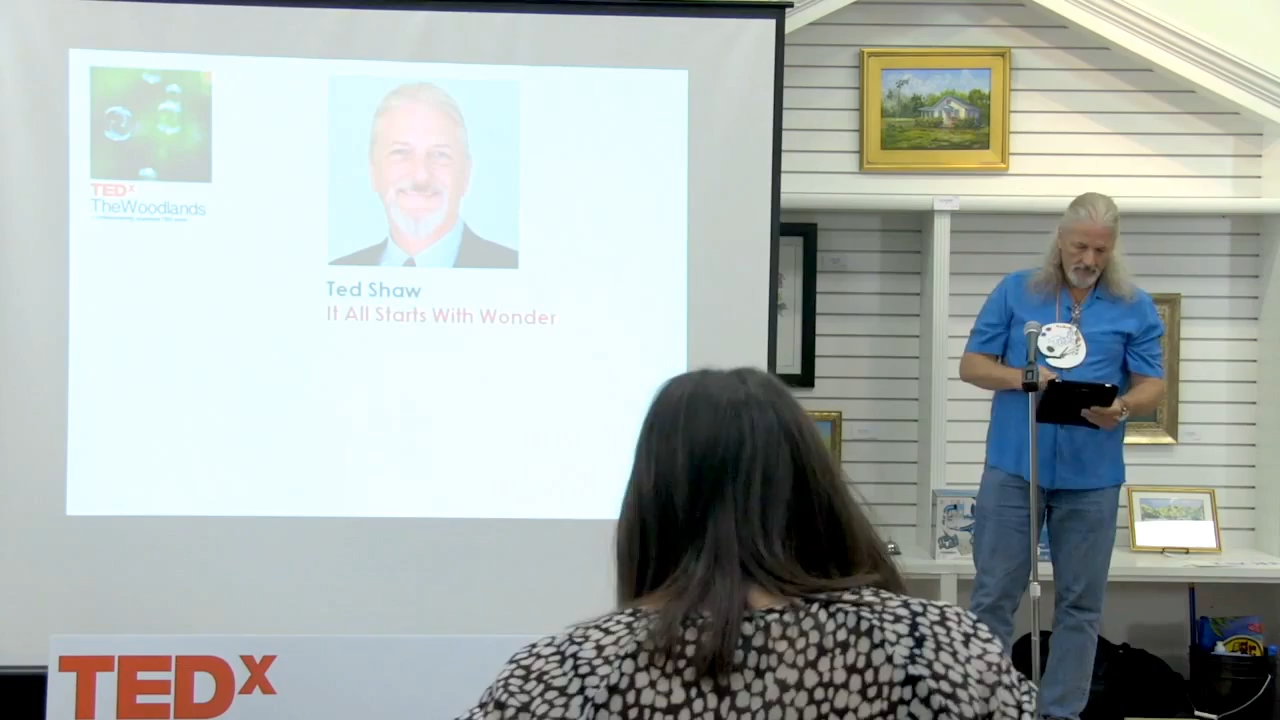 TEDx
TheWoodlands
Ted Shaw
It All Starts With Wonder
TEDx